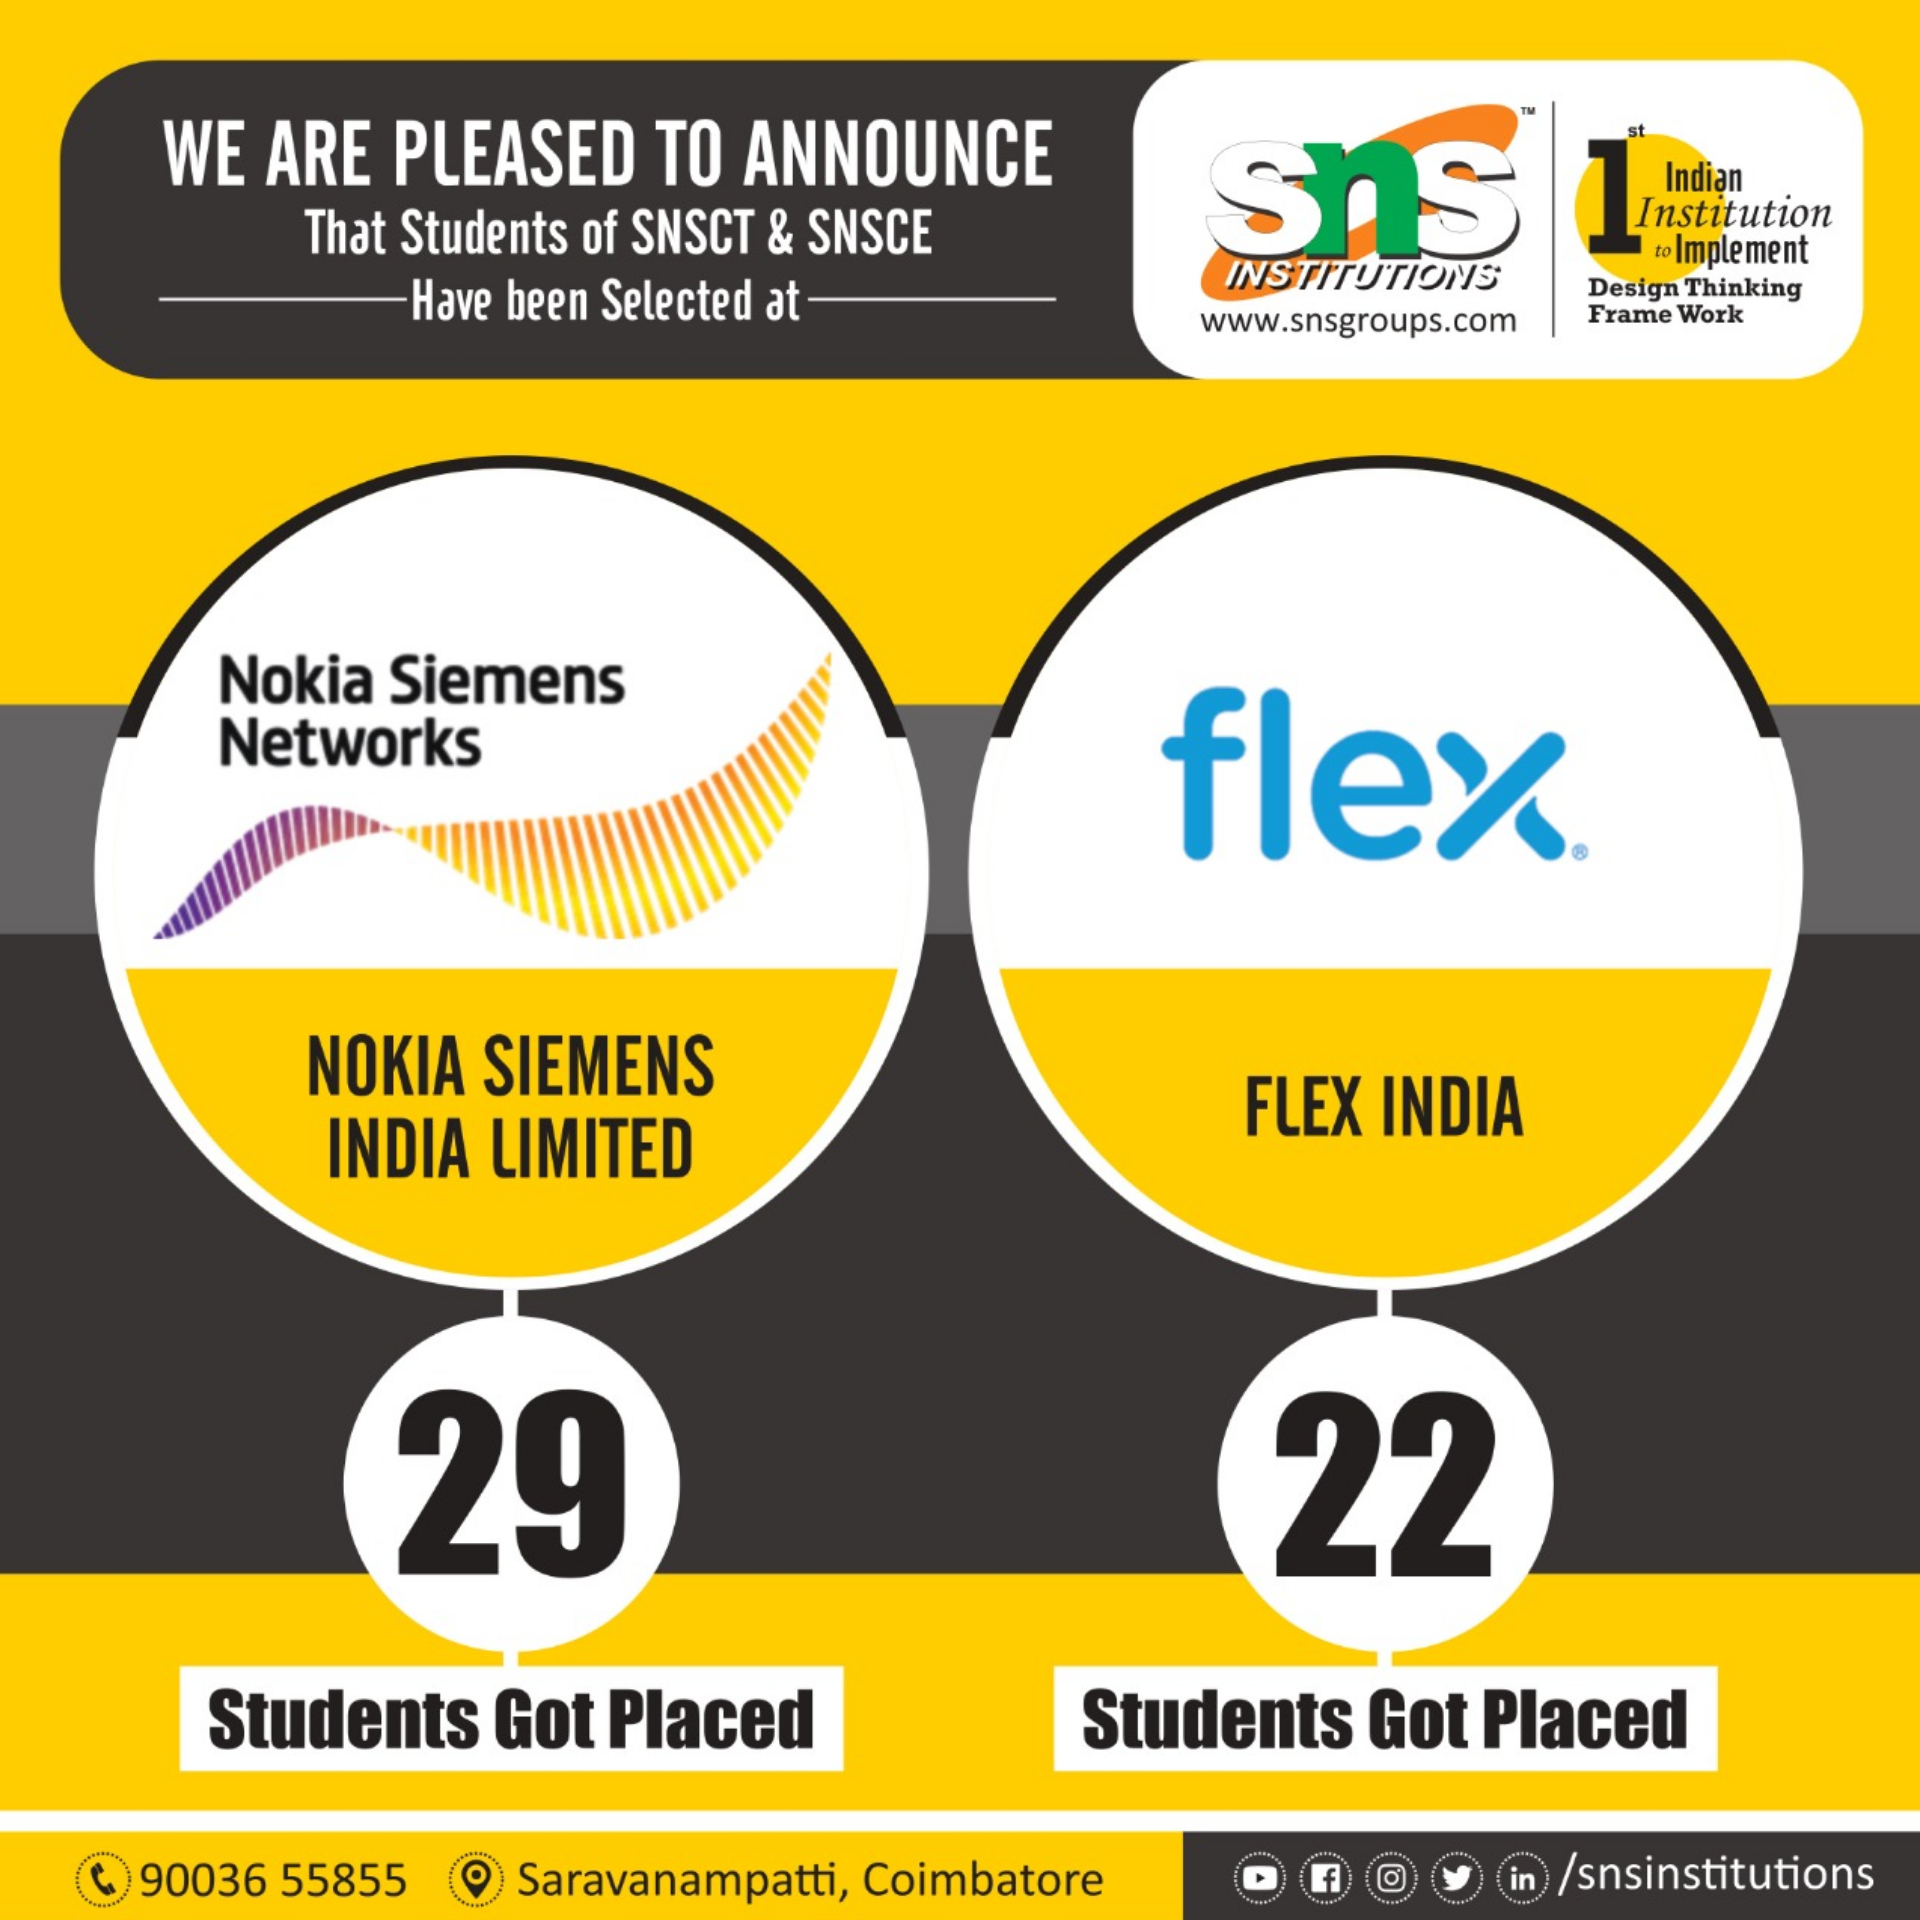 WE ARE PLEASED TO ANNOUNCE
That Students of SNSCT & SNSCE
Have been Selected at
sns
TM
INSTITUTIONS
www.snsgroups.com
1st
Indian
Institution
to Implement
Design Thinking
Frame Work
Nokia Siemens
Networks
flex®
NOKIA SIEMENS
INDIA LIMITED
FLEX INDIA
29
22
Students Got Placed
Students Got Placed
90036 55855
Saravanampatti, Coimbatore
/snsinstitutions